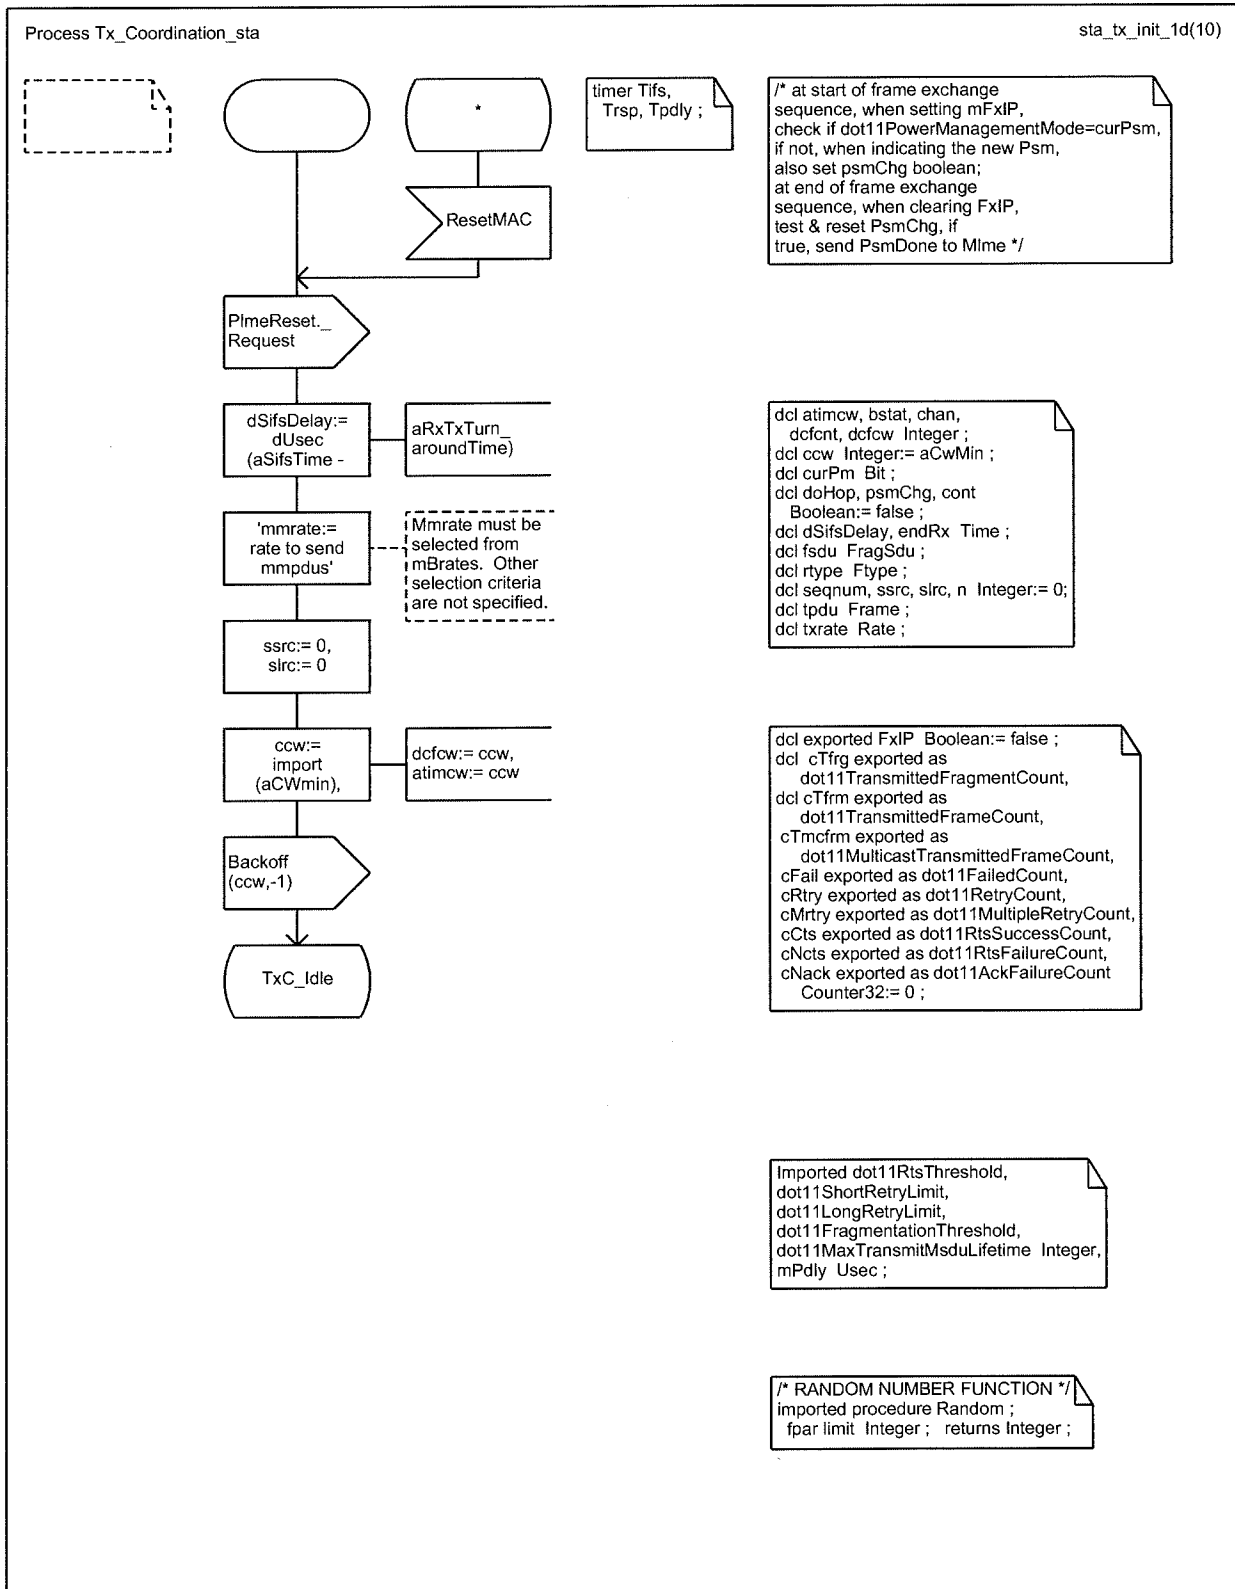 Process Tx_Coordination_sta
sta_tx_init_1d(10)
*
ResetMAC
PlmeReset._
Request
dSifsDelay:=
dUsec
(aSifsTime -
aRxTxTurn_
aroundTime)
'mmrate:=
rate to send
mmpdus'
Mmrate must be
selected from
mBrates. Other
selection criteria
are not specified.
ssrc:= 0,
slrc:= 0
ccw:=
import
(aCWmin),
dcfcw:= ccw,
atimcw:= ccw
Backoff
(ccw,-1)
TxC_Idle
timer Tifs,
Trsp, Tpdly ;
/* at start of frame exchange
sequence, when setting mFxIP,
check if dot11PowerManagementMode=curPsm,
if not, when indicating the new Psm,
also set psmChg boolean;
at end of frame exchange
sequence, when clearing FxIP,
test & reset PsmChg, if
true, send PsmDone to Mlme */
dcl atimcw, bstat, chan,
dcfcnt, dcfcw Integer ;
dcl ccw Integer:= aCwMin ;
dcl curPm Bit ;
dcl doHop, psmChg, cont
Boolean:= false ;
dcl dSifsDelay, endRx Time ;
dcl fsdu FragSdu ;
dcl rtype Ftype ;
dcl seqnum, ssrc, slrc, n Integer:= 0;
dcl tpdu Frame ;
dcl txrate Rate ;
dcl exported FxIP Boolean:= false ;
dcl cTfrg exported as
dot11TransmittedFragmentCount,
dcl cTfrm exported as
dot11TransmittedFrameCount,
cTmcfrm exported as
dot11MulticastTransmittedFrameCount,
cFail exported as dot11FailedCount,
cRtry exported as dot11RetryCount,
cMrtry exported as dot11MultipleRetryCount,
cCts exported as dot11RtsSuccessCount,
cNcts exported as dot11RtsFailureCount,
cNack exported as dot11AckFailureCount
Counter32:= 0 ;
Imported dot11RtsThreshold,
dot11ShortRetryLimit,
dot11LongRetryLimit,
dot11FragmentationThreshold,
dot11MaxTransmitMsduLifetime Integer,
mPdly Usec ;
/* RANDOM NUMBER FUNCTION */
imported procedure Random ;
fpar limit Integer ; returns Integer ;